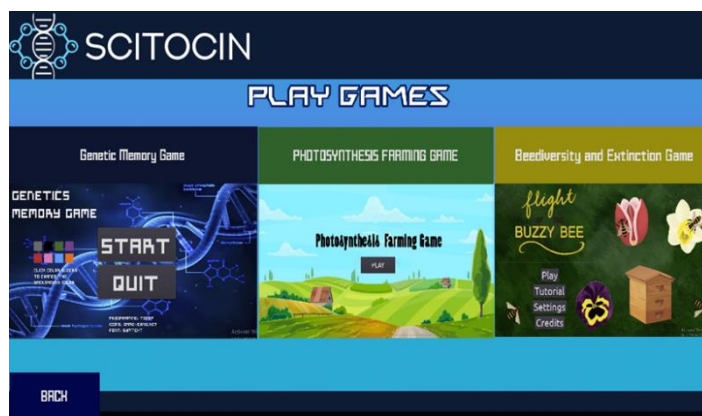 SCITOCIN
PLAY GAMES
Genetic Memory Game
PHOTOSYNTHESIS FARMING GAME
Beediversity and Extinction Game
GENETICS
MEMORY GAME
START
QUIT
Photosynthesis Farming Game
PLAY
flight
BUZZY BEE
Play
Tutorial
Settings
Credits
BACK